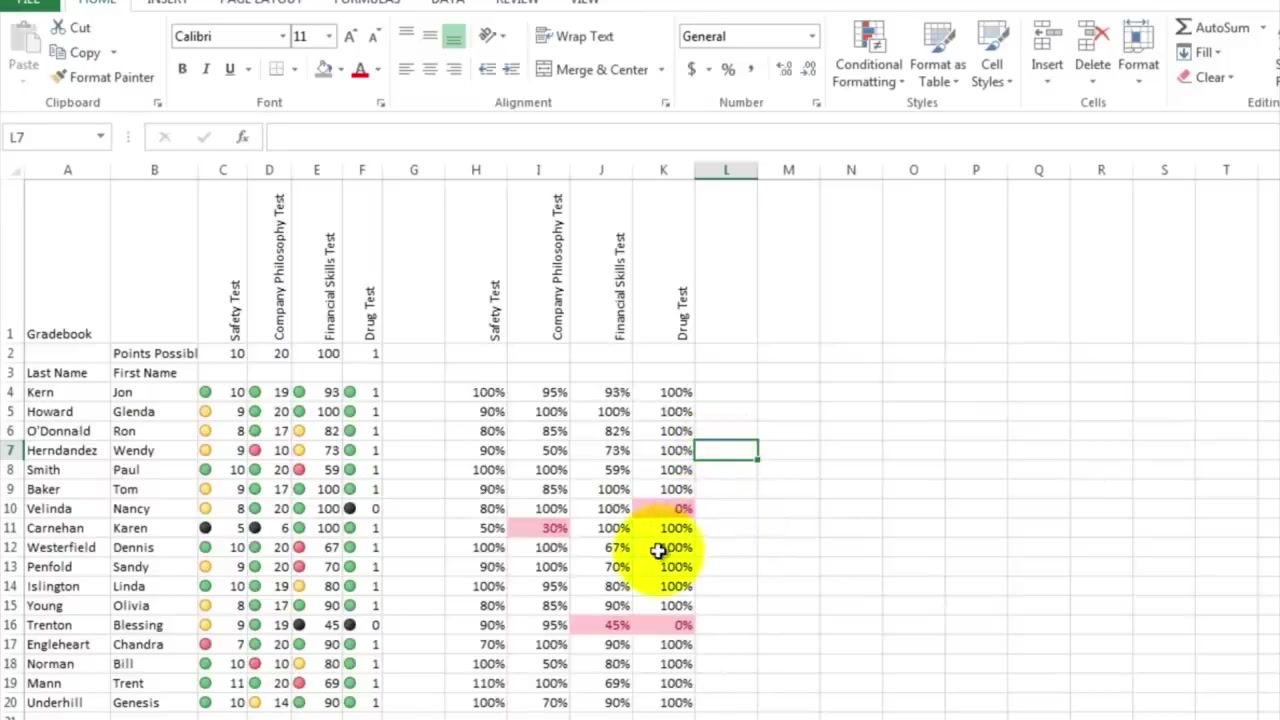 FILE HOME INSERT PAGE LAYOUT FORMULAS DATA REVIEW VIEW
Cut
Copy
Format Painter
Paste
Clipboard
Calibri 11
B I U
Font
Wrap Text
Merge & Center
Alignment
General
$ % ,
Number
Conditional Formatting
Format as Table
Cell Styles
Styles
Insert Delete Format
Cells
AutoSum
Fill
Clear
L7
fx
A B C D E F G H I J K L M N O P Q R S T
1 Gradebook Safety Test Company Philosophy Test Financial Skills Test Drug Test Safety Test Company Philosophy Test Financial Skills Test Drug Test
2 Points Possibl 10 20 100 1
3 Last Name First Name
4 Kern Jon 10 19 93 1 100% 95% 93% 100%
5 Howard Glenda 9 20 100 1 90% 100% 100% 100%
6 O'Donnald Ron 8 17 82 1 80% 85% 82% 100%
7 Herndandez Wendy 9 10 73 1 90% 50% 73% 100%
8 Smith Paul 10 20 59 1 100% 100% 59% 100%
9 Baker Tom 9 17 100 1 90% 85% 100% 100%
10 Velinda Nancy 8 20 100 0 80% 100% 100% 0%
11 Carnehan Karen 5 6 100 1 50% 30% 100% 100%
12 Westerfield Dennis 10 20 67 1 100% 100% 67% 100%
13 Penfold Sandy 9 20 70 1 90% 100% 70% 100%
14 Islington Linda 10 19 80 1 100% 95% 80% 100%
15 Young Olivia 8 17 90 1 80% 85% 90% 100%
16 Trenton Blessing 9 19 45 0 90% 95% 45% 0%
17 Engleheart Chandra 7 20 90 1 70% 100% 90% 100%
18 Norman Bill 10 10 80 1 100% 50% 80% 100%
19 Mann Trent 11 20 69 1 110% 100% 69% 100%
20 Underhill Genesis 10 14 90 1 100% 70% 90% 100%